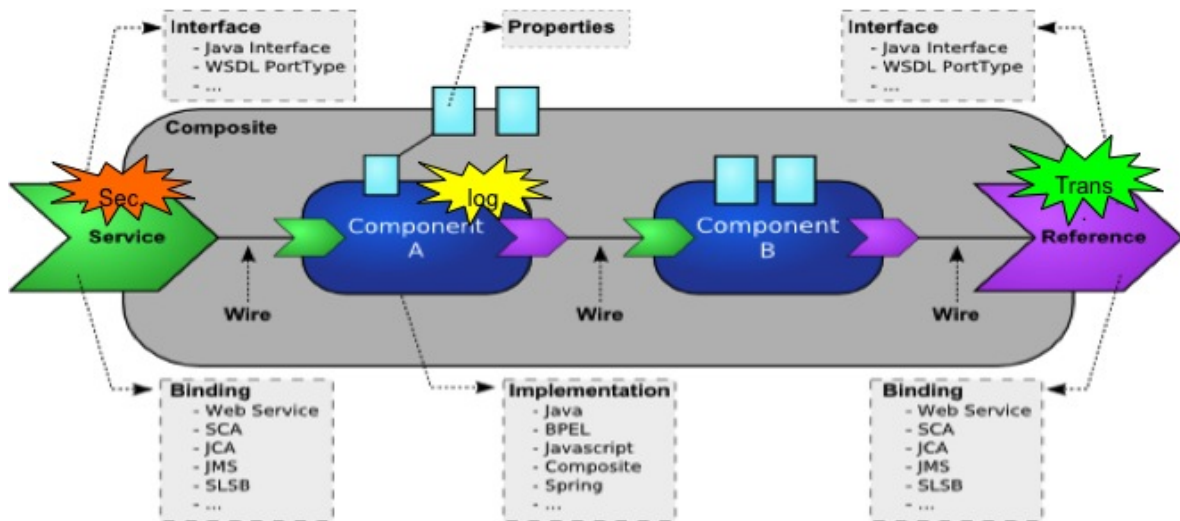 Interface
- Java Interface
- WSDL PortType
- ...
Properties
Interface
- Java Interface
- WSDL PortType
- ...
Composite
Sec
log
Trans
.
Service
Component
A
Component
B
Reference
Wire
Wire
Wire
Binding
- Web Service
- SCA
- JCA
- JMS
- SLSB
- ...
Implementation
- Java
- BPEL
- Javascript
- Composite
- Spring
- ...
Binding
- Web Service
- SCA
- JCA
- JMS
- SLSB
- ...